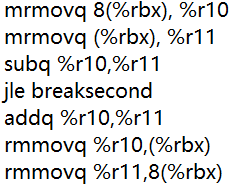 mrmovq 8(%rbx), %r10
mrmovq (%rbx), %r11
subq %r10,%r11
jle breaksecond
addq %r10,%r11
rmmovq %r10,(%rbx)
rmmovq %r11,8(%rbx)